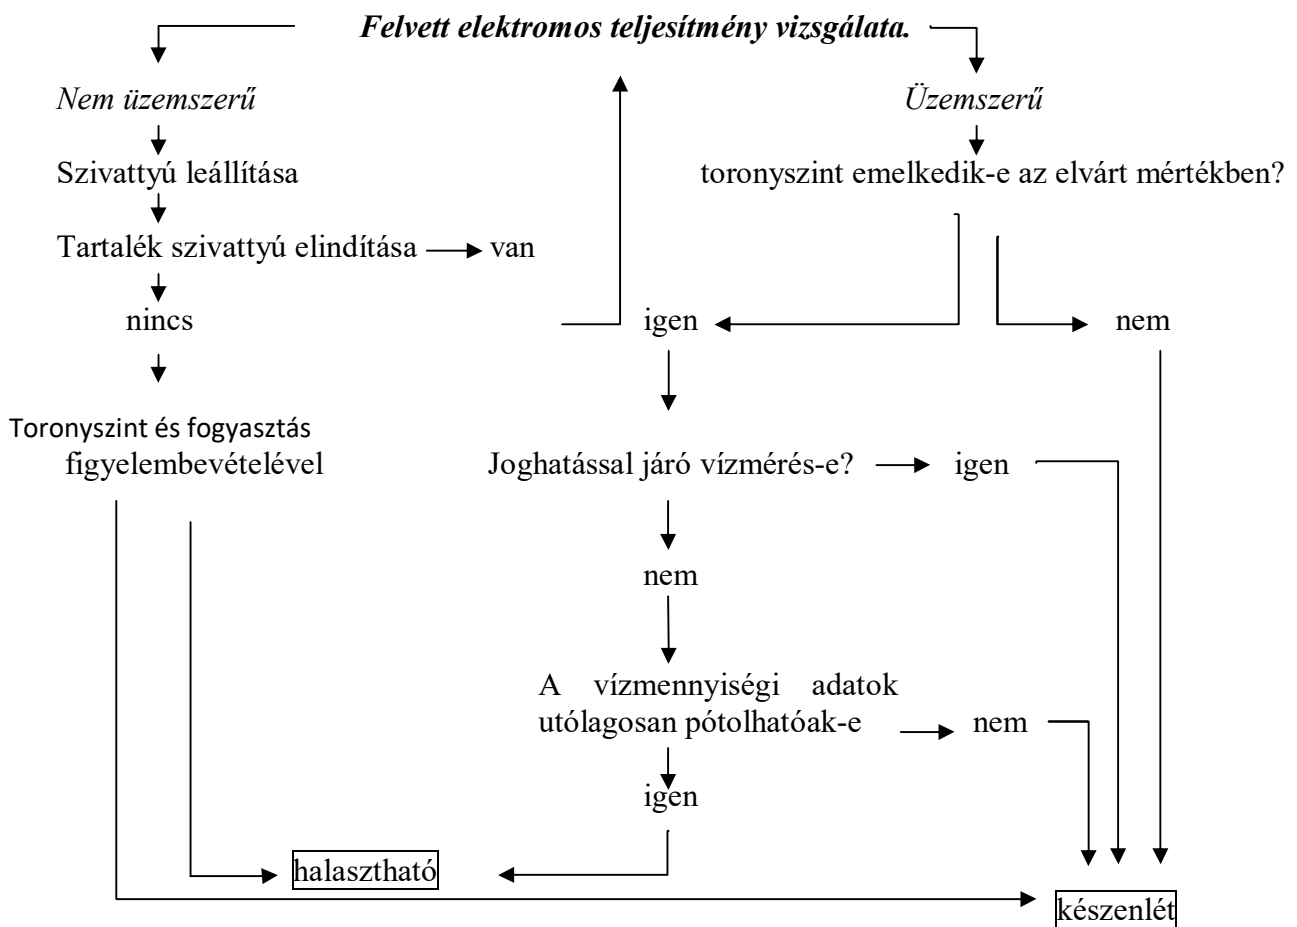 Felvett elektromos teljesítmény vizsgálata.
Nem üzemszerű
Üzemszerű
Szivattyú leállítása
toronyszint emelkedik-e az elvárt mértékben?
Tartalék szivattyú elindítása
van
nincs
igen
nem
Toronyszint és fogyasztás
figyelembevételével
Joghatással járó vízmérés-e?
igen
nem
A vízmennyiségi adatok
utólagosan pótolhatóak-e
nem
igen
halasztható
készenlét